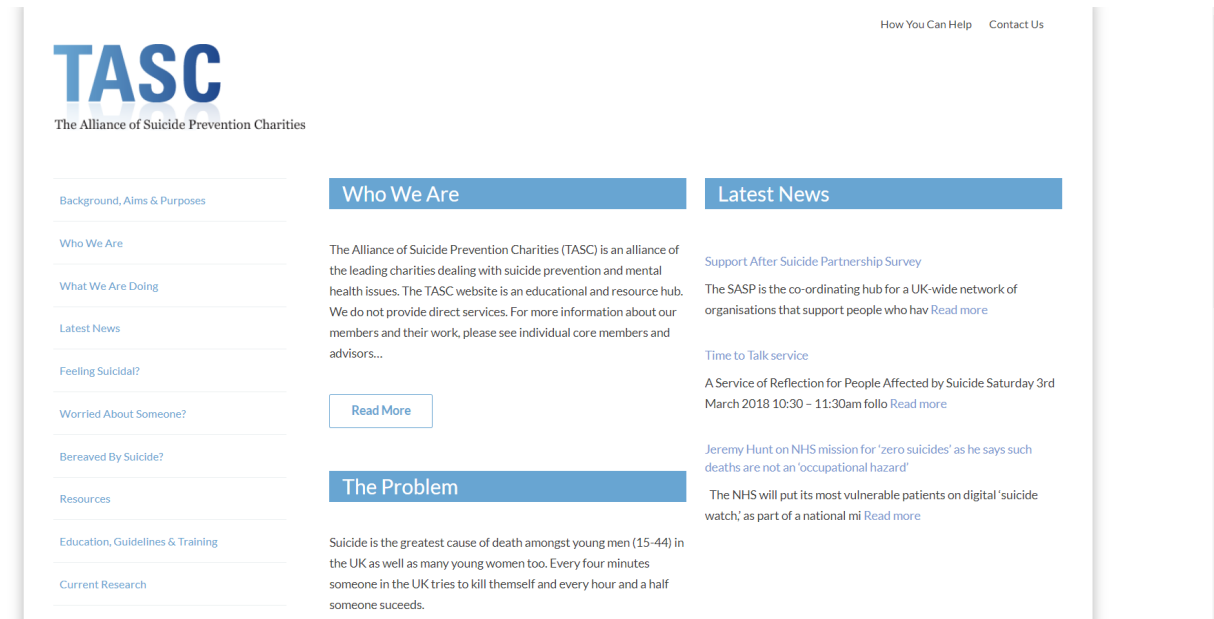 How You Can Help
Contact Us
TASC
The Alliance of Suicide Prevention Charities
Background, Aims & Purposes
Who We Are
What We Are Doing
Latest News
Feeling Suicidal?
Worried About Someone?
Bereaved By Suicide?
Resources
Education, Guidelines & Training
Current Research
Who We Are
The Alliance of Suicide Prevention Charities (TASC) is an alliance of
the leading charities dealing with suicide prevention and mental
health issues. The TASC website is an educational and resource hub.
We do not provide direct services. For more information about our
members and their work, please see individual core members and
advisors…
Read More
The Problem
Suicide is the greatest cause of death amongst young men (15-44) in
the UK as well as many young women too. Every four minutes
someone in the UK tries to kill themself and every hour and a half
someone suceeds.
Latest News
Support After Suicide Partnership Survey
The SASP is the co-ordinating hub for a UK-wide network of
organisations that support people who hav Read more
Time to Talk service
A Service of Reflection for People Affected by Suicide Saturday 3rd
March 2018 10:30 – 11:30am follo Read more
Jeremy Hunt on NHS mission for ‘zero suicides’ as he says such
deaths are not an ‘occupational hazard’
The NHS will put its most vulnerable patients on digital ‘suicide
watch,’ as part of a national mi Read more